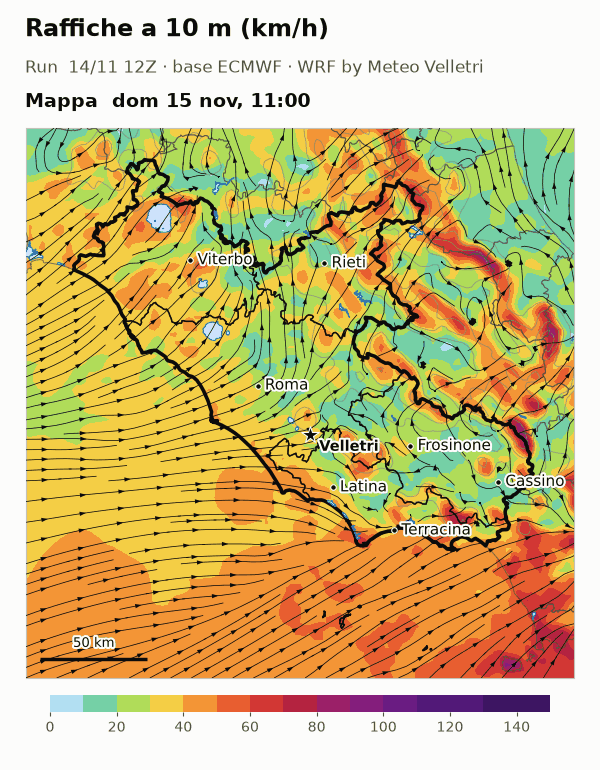 Raffiche a 10 m (km/h)
Run 14/11 12Z · base ECMWF · WRF by Meteo Velletri
Mappa dom 15 nov, 11:00
Viterbo
Rieti
Roma
Velletri
Frosinone
Latina
Cassino
Terracina
50 km
0 20 40 60 80 100 120 140